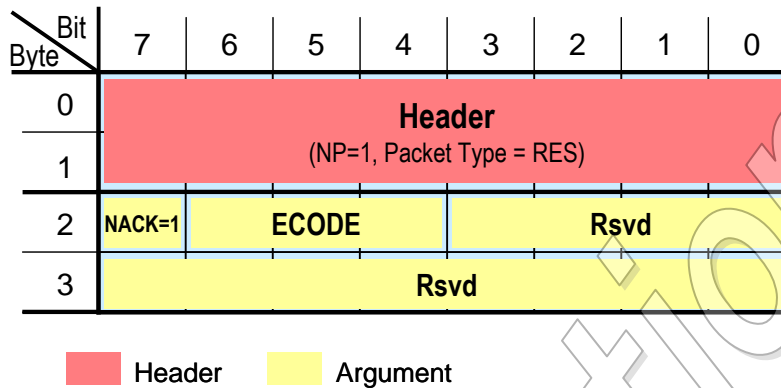 Bit
Byte
7 6 5 4 3 2 1 0
0
Header
1
(NP=1, Packet Type = RES)
2 NACK=1 ECODE Rsvd
3 Rsvd
Header Argument